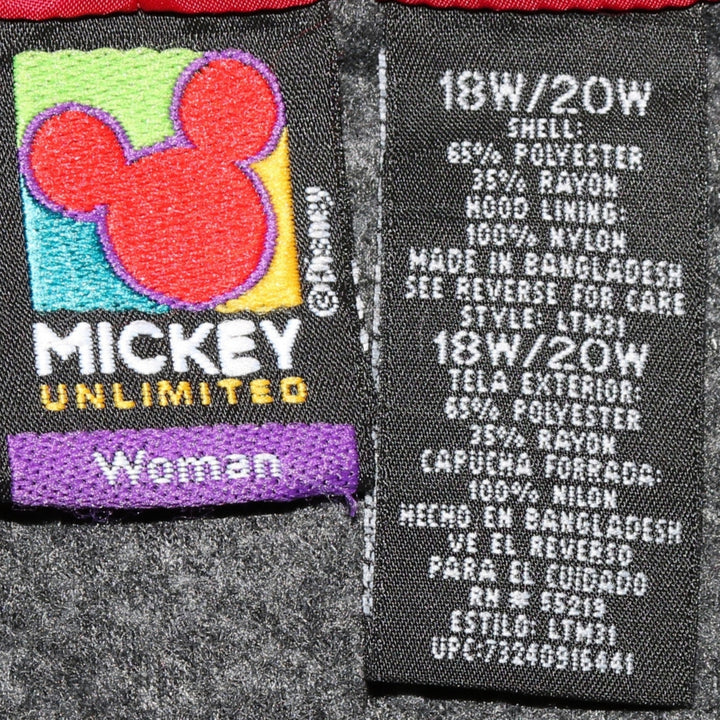 ©DISNEY
MICKEY
UNLIMITED
Woman
18W/20W
SHELL:
65% POLYESTER
35% RAYON
HOOD LINING:
100% NYLON
MADE IN BANGLADESH
SEE REVERSE FOR CARE
STYLE: LTM31
18W/20W
TELA EXTERIOR:
65% POLYESTER
35% RAYON
CAPUCHA FORRADA:
100% NILON
HECHO EN BANGLADESH
VE EL REVERSO
PARA EL CUIDADO
RN # 85219
ESTILO: LTM31
UPC: